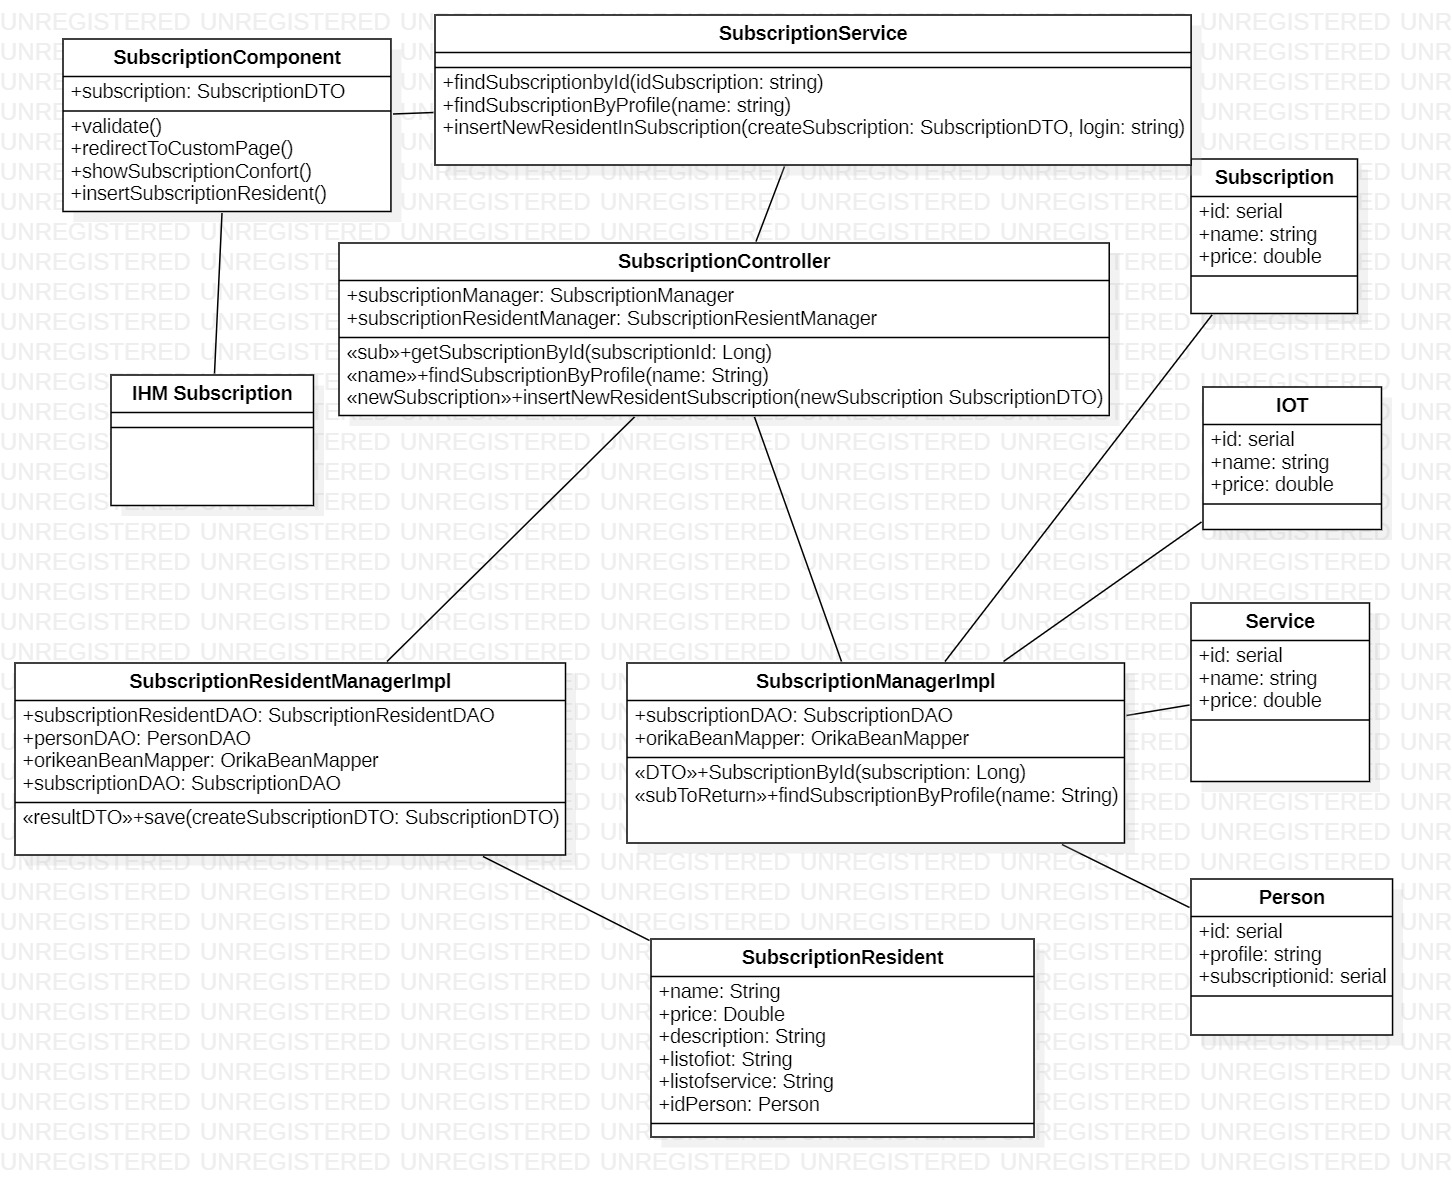 SubscriptionComponent
+subscription: SubscriptionDTO
+validate()
+redirectToCustomPage()
+showSubscriptionConfort()
+insertSubscriptionResident()
SubscriptionService
+findSubscriptionbyId(idSubscription: string)
+findSubscriptionByProfile(name: string)
+insertNewResidentInSubscription(createSubscription: SubscriptionDTO, login: string)
Subscription
+id: serial
+name: string
+price: double
SubscriptionController
+subscriptionManager: SubscriptionManager
+subscriptionResidentManager: SubscriptionResientManager
«sub»+getSubscriptionById(subscriptionId: Long)
«name»+findSubscriptionByProfile(name: String)
«newSubscription»+insertNewResidentSubscription(newSubscription SubscriptionDTO)
IHM Subscription
IOT
+id: serial
+name: string
+price: double
Service
+id: serial
+name: string
+price: double
SubscriptionResidentManagerImpl
+subscriptionResidentDAO: SubscriptionResidentDAO
+personDAO: PersonDAO
+orikeanBeanMapper: OrikaBeanMapper
+subscriptionDAO: SubscriptionDAO
«resultDTO»+save(createSubscriptionDTO: SubscriptionDTO)
SubscriptionManagerImpl
+subscriptionDAO: SubscriptionDAO
+orikaBeanMapper: OrikaBeanMapper
«DTO»+SubscriptionById(subscription: Long)
«subToReturn»+findSubscriptionByProfile(name: String)
Person
+id: serial
+profile: string
+subscriptionid: serial
SubscriptionResident
+name: String
+price: Double
+description: String
+listofiot: String
+listofservice: String
+idPerson: Person
UNREGISTERED